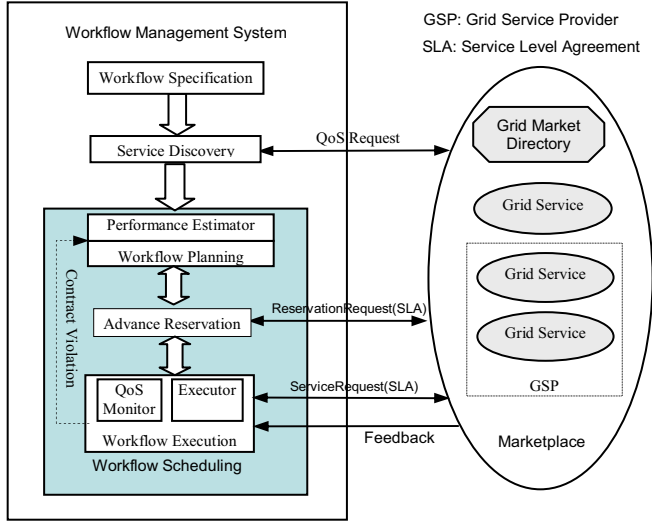 GSP: Grid Service Provider
SLA: Service Level Agreement
Workflow Management System
Workflow Specification
Service Discovery
QoS Request
Grid Market
Directory
Grid Service
Performance Estimator
Workflow Planning
Grid Service
Contract Violation
Advance Reservation
ReservationRequest(SLA)
Grid Service
QoS
Monitor
Executor
ServiceRequest(SLA)
GSP
Workflow Execution
Feedback
Marketplace
Workflow Scheduling